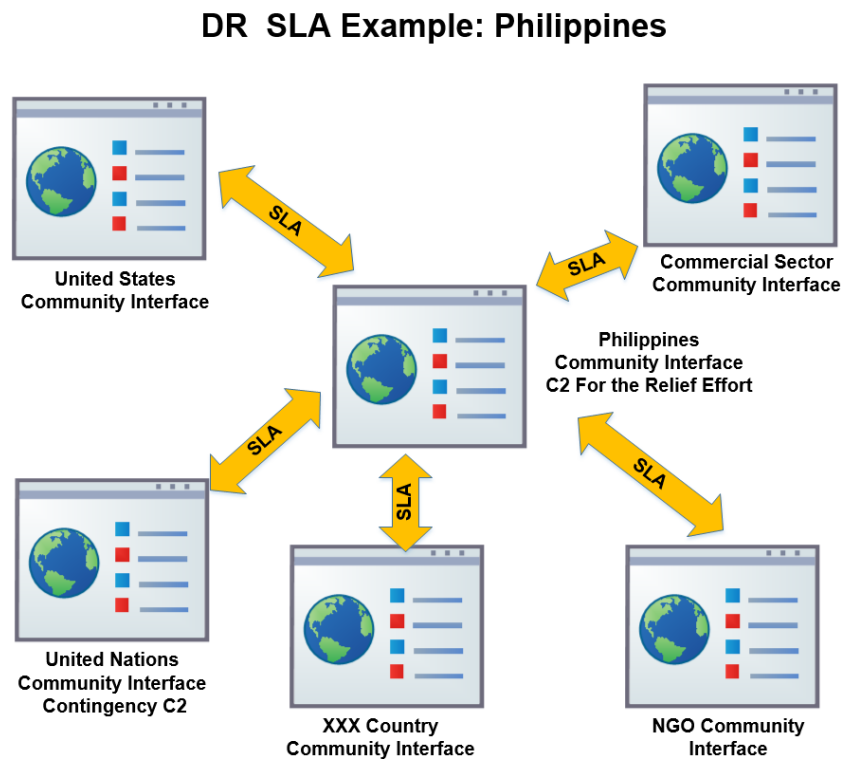 DR  SLA Example: Philippines
SLA
United States
Community Interface
SLA
Commercial Sector
Community Interface
Philippines
Community Interface
C2 For the Relief Effort
SLA
SLA
SLA
United Nations
Community Interface
Contingency C2
XXX Country
Community Interface
NGO Community
Interface